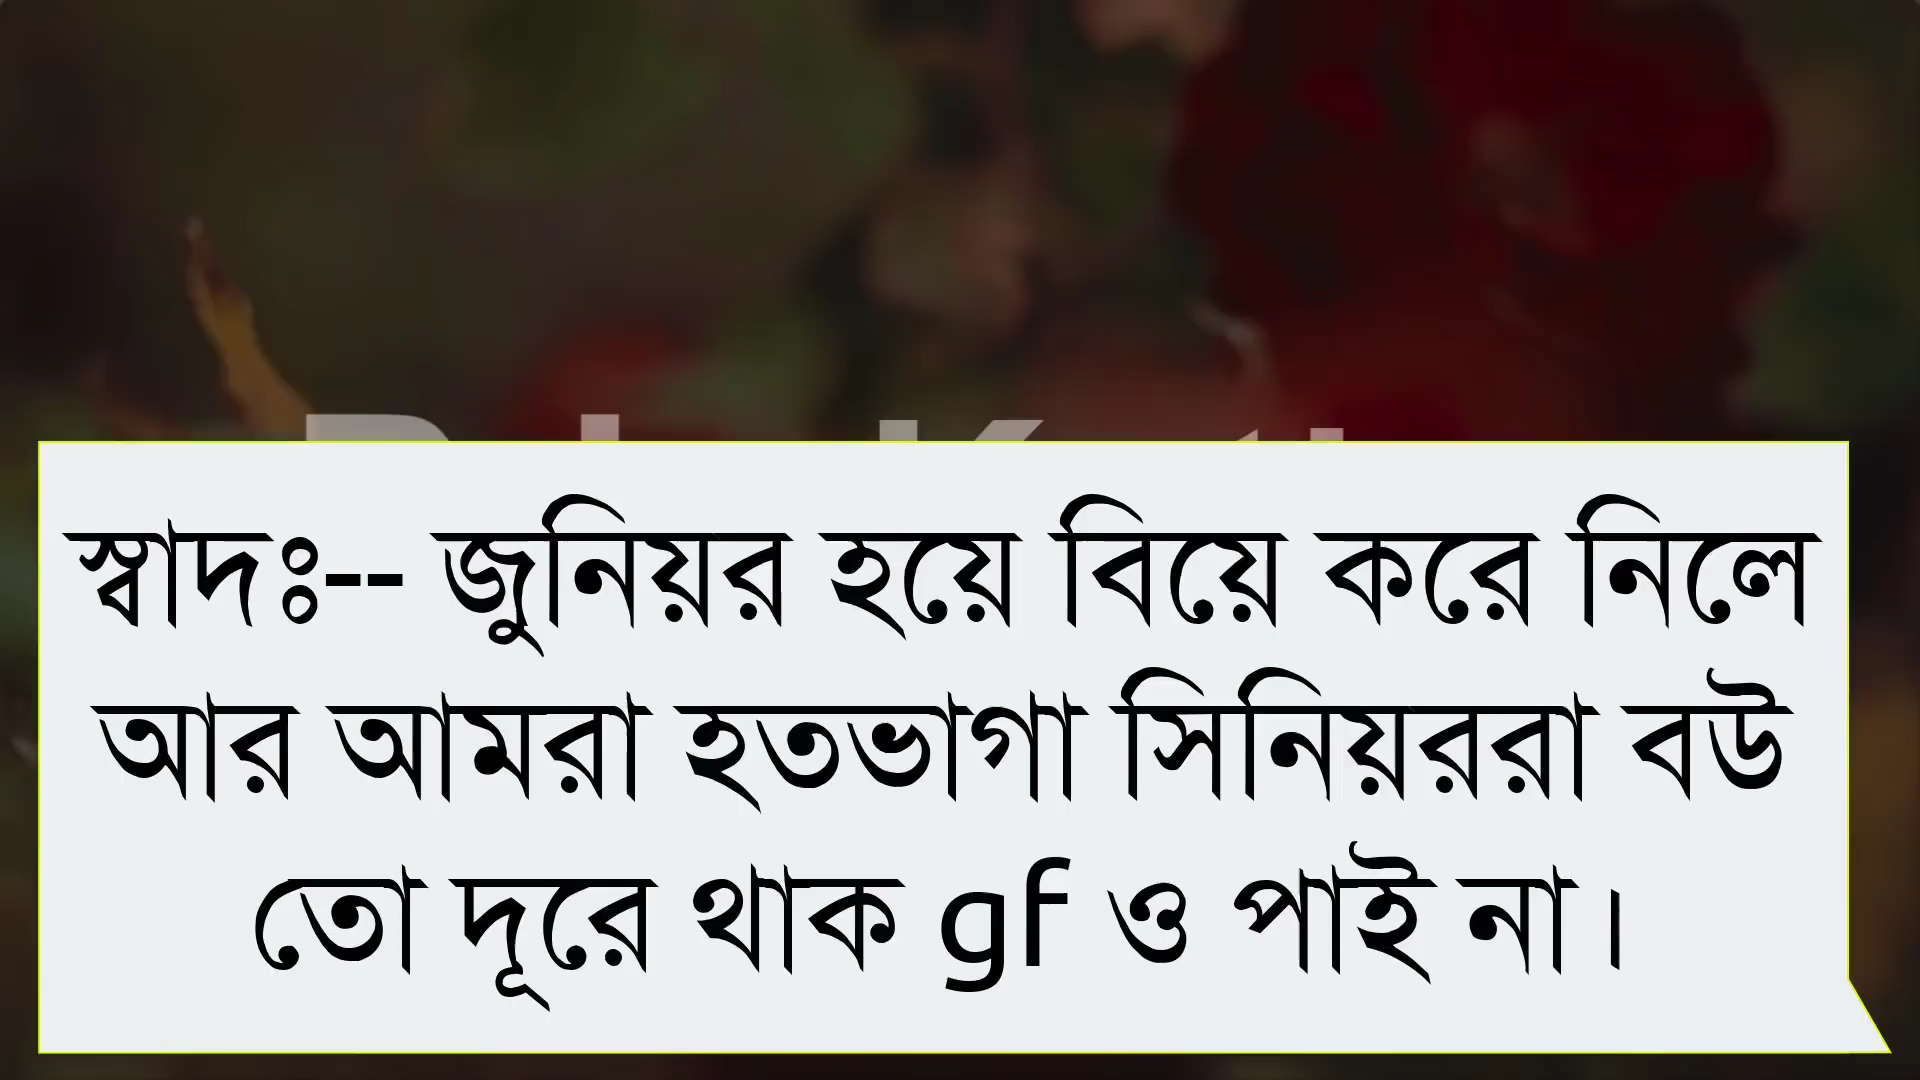 স্বাদঃ-- জুনিয়র হয়ে বিয়ে করে নিলে
আর আমরা হতভাগা সিনিয়ররা বউ
তো দূরে থাক gf ও পাই না।